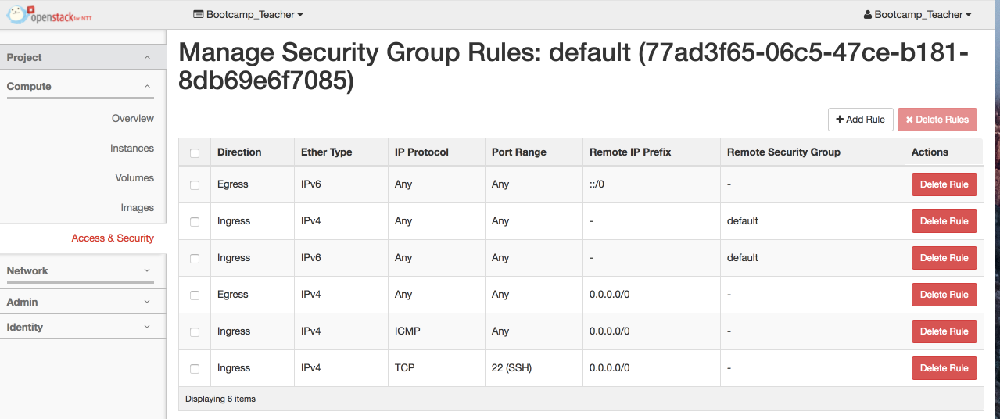 openstack for NTT
Bootcamp_Teacher
Bootcamp_Teacher
Project
Compute
Overview
Instances
Volumes
Images
Access & Security
Network
Admin
Identity
Manage Security Group Rules: default (77ad3f65-06c5-47ce-b181-
8db69e6f7085)
Add Rule Delete Rules
Direction Ether Type IP Protocol Port Range Remote IP Prefix Remote Security Group Actions
Egress IPv6 Any Any ::/0 - Delete Rule
Ingress IPv4 Any Any - default Delete Rule
Ingress IPv6 Any Any - default Delete Rule
Egress IPv4 Any Any 0.0.0.0/0 - Delete Rule
Ingress IPv4 ICMP Any 0.0.0.0/0 - Delete Rule
Ingress IPv4 TCP 22 (SSH) 0.0.0.0/0 - Delete Rule
Displaying 6 items